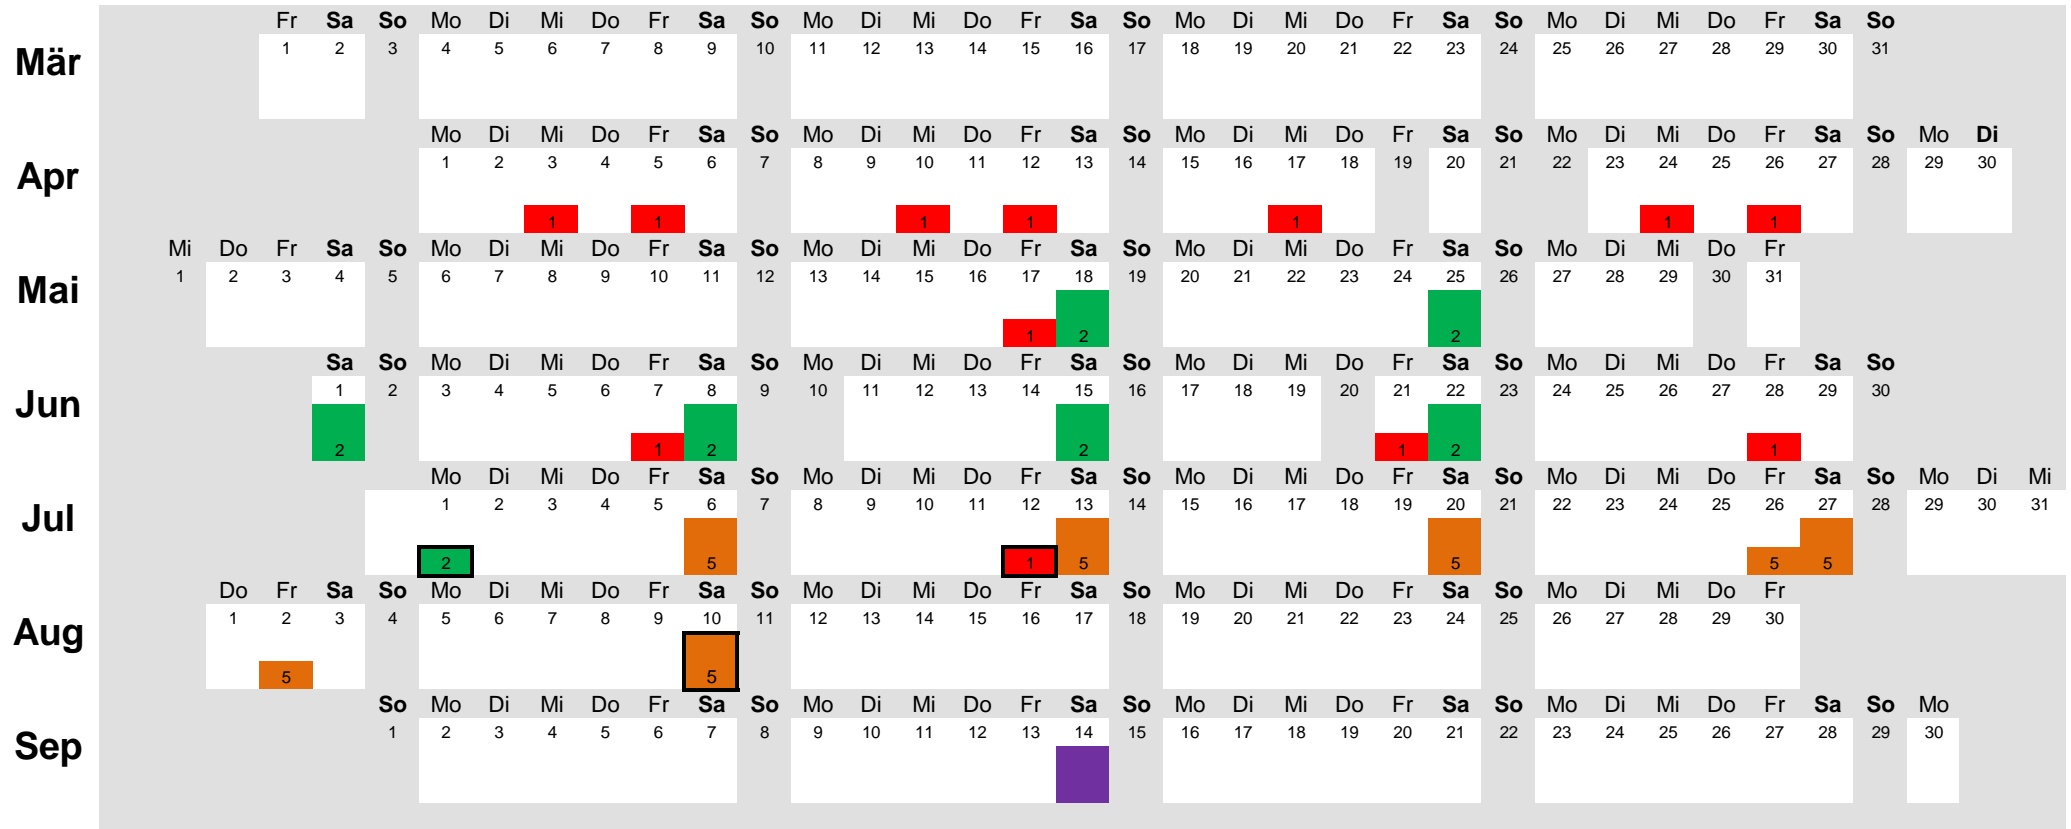 Fr Sa So Mo Di Mi Do Fr Sa So Mo Di Mi Do Fr Sa So Mo Di Mi Do Fr Sa So Mo Di Mi Do Fr Sa So
Mär
1 2 3 4 5 6 7 8 9 10 11 12 13 14 15 16 17 18 19 20 21 22 23 24 25 26 27 28 29 30 31
Mo Di Mi Do Fr Sa So Mo Di Mi Do Fr Sa So Mo Di Mi Do Fr Sa So Mo Di Mi Do Fr Sa So Mo Di
Apr
1 2 3 4 5 6 7 8 9 10 11 12 13 14 15 16 17 18 19 20 21 22 23 24 25 26 27 28 29 30
1 1 1 1 1 1 1
Mi Do Fr Sa So Mo Di Mi Do Fr Sa So Mo Di Mi Do Fr Sa So Mo Di Mi Do Fr Sa So Mo Di Mi Do Fr
Mai
1 2 3 4 5 6 7 8 9 10 11 12 13 14 15 16 17 18 19 20 21 22 23 24 25 26 27 28 29 30 31
1 2 2
Sa So Mo Di Mi Do Fr Sa So Mo Di Mi Do Fr Sa So Mo Di Mi Do Fr Sa So Mo Di Mi Do Fr Sa So
Jun
1 2 3 4 5 6 7 8 9 10 11 12 13 14 15 16 17 18 19 20 21 22 23 24 25 26 27 28 29 30
2 1 2 2 1 2 1
Mo Di Mi Do Fr Sa So Mo Di Mi Do Fr Sa So Mo Di Mi Do Fr Sa So Mo Di Mi Do Fr Sa So Mo Di Mi
Jul
1 2 3 4 5 6 7 8 9 10 11 12 13 14 15 16 17 18 19 20 21 22 23 24 25 26 27 28 29 30 31
2 5 1 5 5 5 5
Do Fr Sa So Mo Di Mi Do Fr Sa So Mo Di Mi Do Fr Sa So Mo Di Mi Do Fr Sa So Mo Di Mi Do Fr
Aug
1 2 3 4 5 6 7 8 9 10 11 12 13 14 15 16 17 18 19 20 21 22 23 24 25 26 27 28 29 30
5 5
So Mo Di Mi Do Fr Sa So Mo Di Mi Do Fr Sa So Mo Di Mi Do Fr Sa So Mo Di Mi Do Fr Sa So Mo
Sep
1 2 3 4 5 6 7 8 9 10 11 12 13 14 15 16 17 18 19 20 21 22 23 24 25 26 27 28 29 30